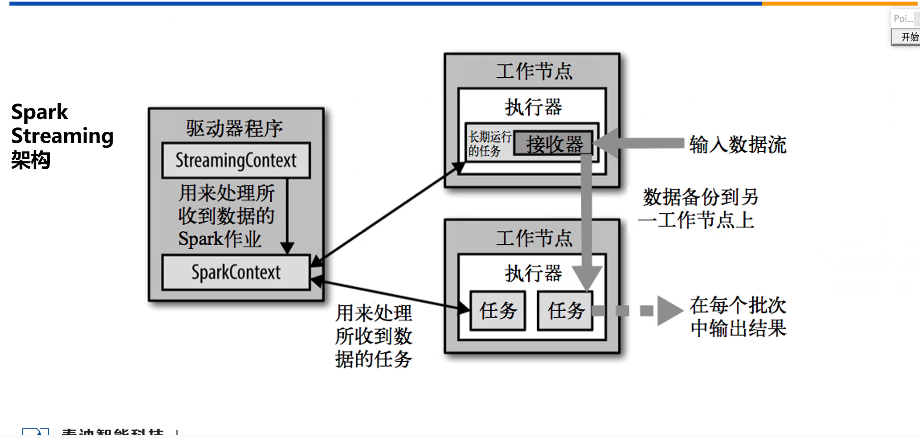 Poi...
开始
Spark
Streaming
架构
驱动器程序
StreamingContext
用来处理所
收到数据的
Spark作业
SparkContext
工作节点
执行器
长期运行
的任务
接收器
输入数据流
数据备份到另
一工作节点上
工作节点
执行器
任务
任务
用来处理
所收到数
据的任务
在每个批次
中输出结果